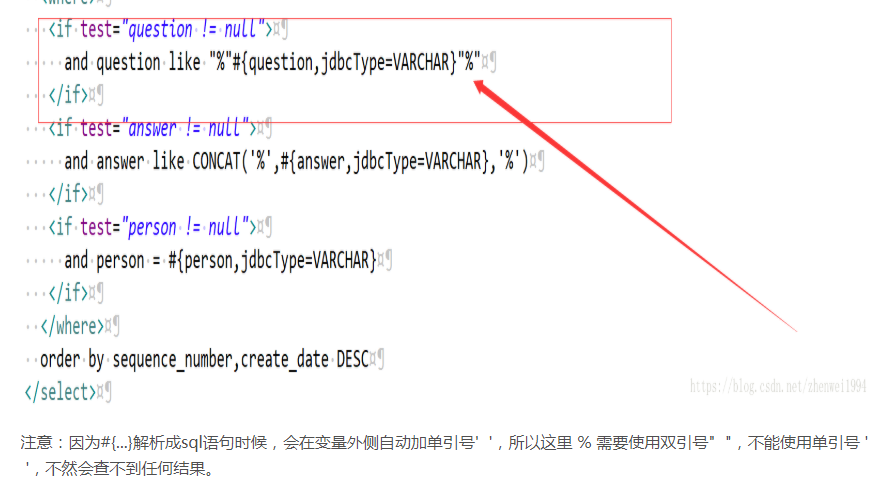 <where>
<if test="question != null">
and question like "%"#{question,jdbcType=VARCHAR}"%"
</if>
<if test="answer != null">
and answer like CONCAT('%',#{answer,jdbcType=VARCHAR},'%')
</if>
<if test="person != null">
and person = #{person,jdbcType=VARCHAR}
</if>
</where>
order by sequence_number,create_date DESC
</select>
https://blog.csdn.net/zhenwei1994
注意：因为#{...}解析成sql语句时候，会在变量外侧自动加单引号' '，所以这里 % 需要使用双引号" "，不能使用单引号 '
'，不然会查不到任何结果。